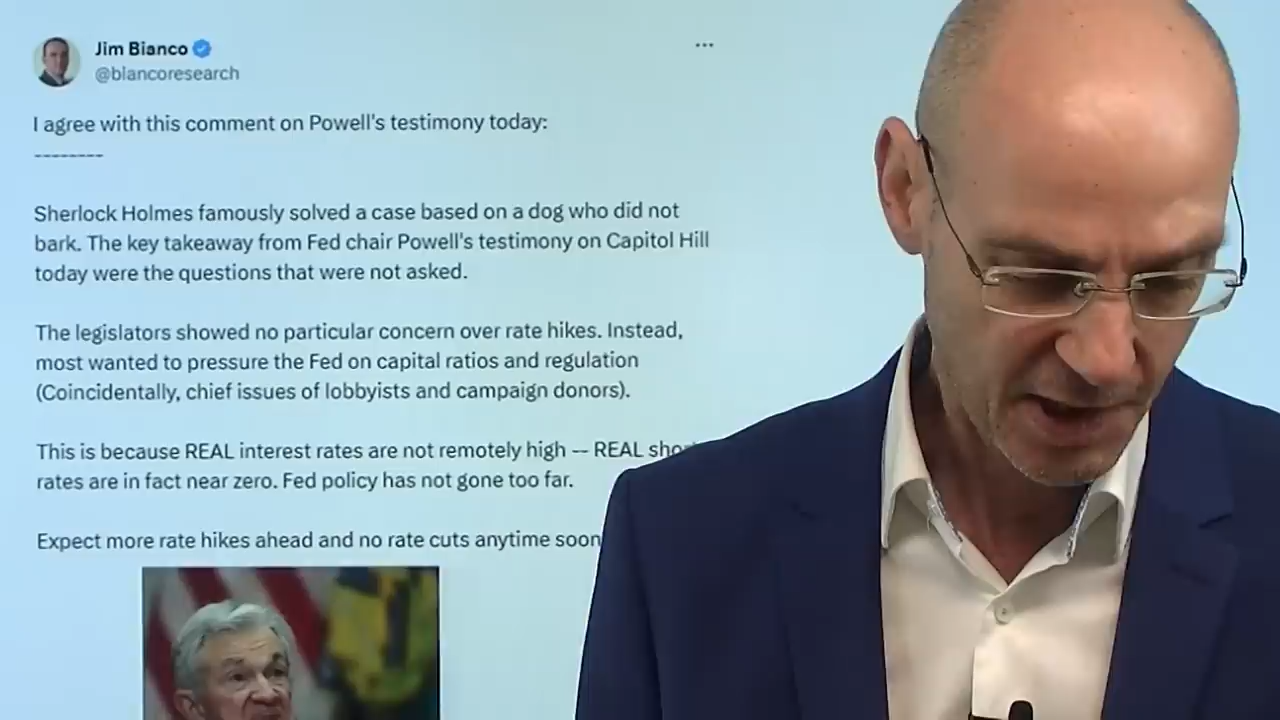 Jim Bianco
@biancoresearch
I agree with this comment on Powell's testimony today:
--------
Sherlock Holmes famously solved a case based on a dog who did not
bark. The key takeaway from Fed chair Powell's testimony on Capitol Hill
today were the questions that were not asked.
The legislators showed no particular concern over rate hikes. Instead,
most wanted to pressure the Fed on capital ratios and regulation
(Coincidentally, chief issues of lobbyists and campaign donors).
This is because REAL interest rates are not remotely high -- REAL
rates are in fact near zero. Fed policy has not gone too far.
Expect more rate hikes ahead and no rate cuts anytime soon